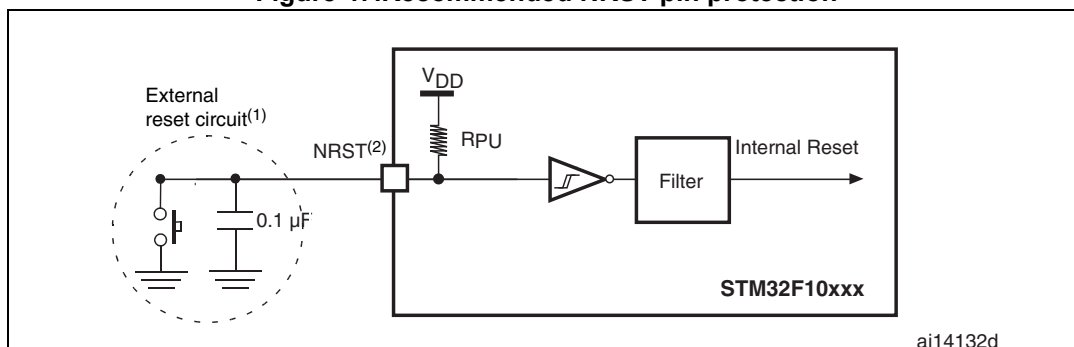 External
reset circuit(1)
VDD
RPU
NRST(2)
Internal Reset
Filter
0.1 µF
STM32F10xxx
ai14132d